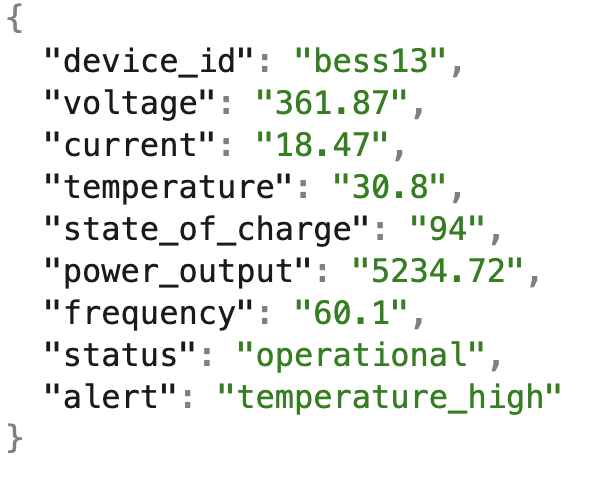 {
"device_id": "bess13",
"voltage": "361.87",
"current": "18.47",
"temperature": "30.8",
"state_of_charge": "94",
"power_output": "5234.72",
"frequency": "60.1",
"status": "operational",
"alert": "temperature_high"
}